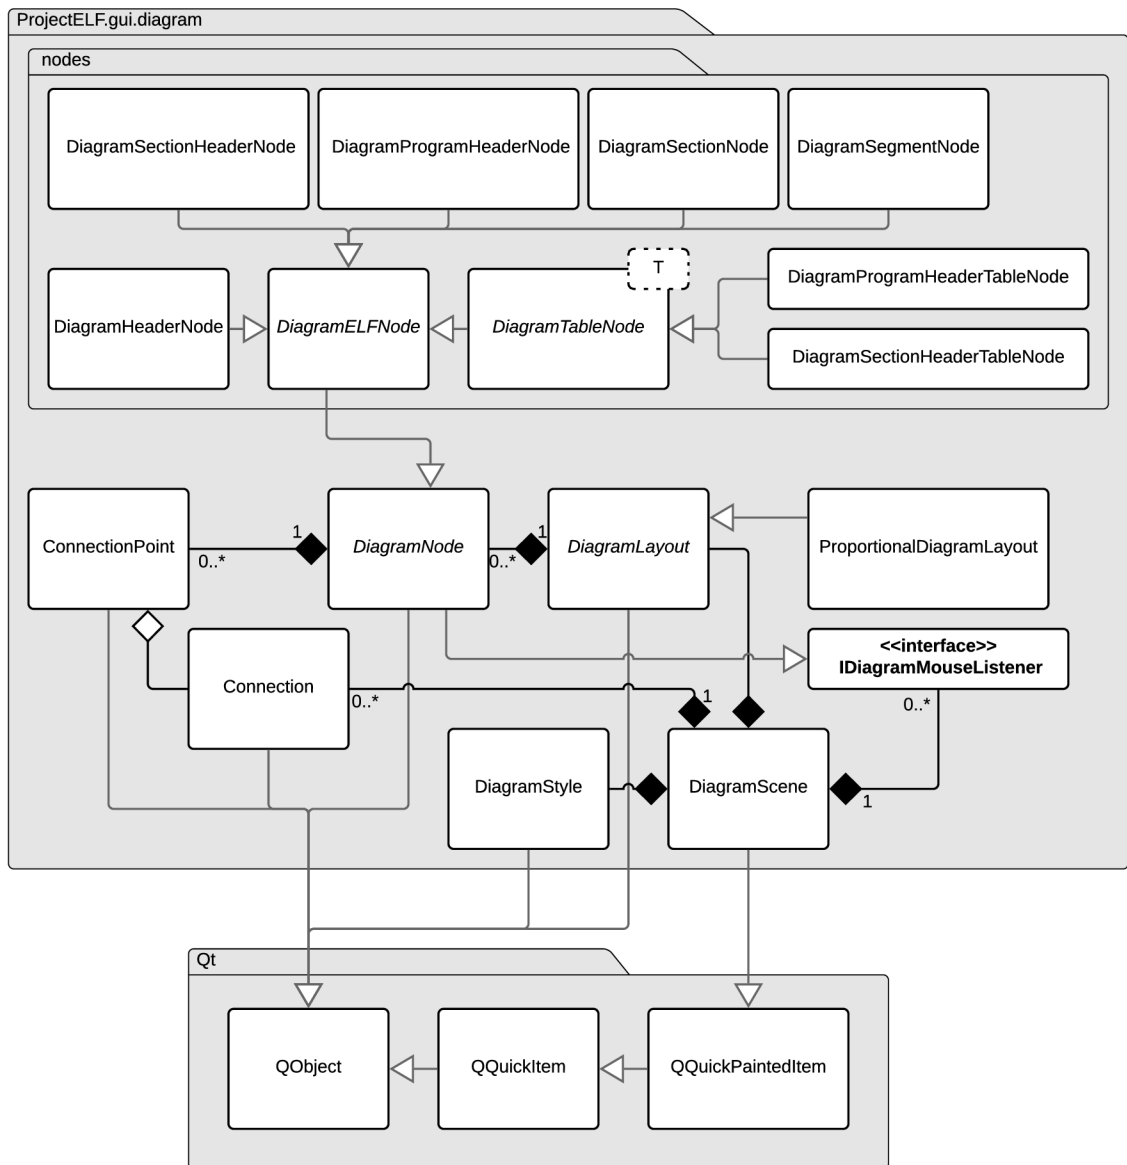 ProjectELF.gui.diagram
nodes
DiagramSectionHeaderNode
DiagramProgramHeaderNode
DiagramSectionNode
DiagramSegmentNode
T
DiagramProgramHeaderTableNode
DiagramHeaderNode
DiagramELFNode
DiagramTableNode
DiagramSectionHeaderTableNode
ConnectionPoint
0..*
1
DiagramNode
0..*
1
DiagramLayout
ProportionalDiagramLayout
<<interface>>
IDiagramMouseListener
Connection
0..*
1
0..*
DiagramStyle
DiagramScene
1
Qt
QObject
QQuickItem
QQuickPaintedItem